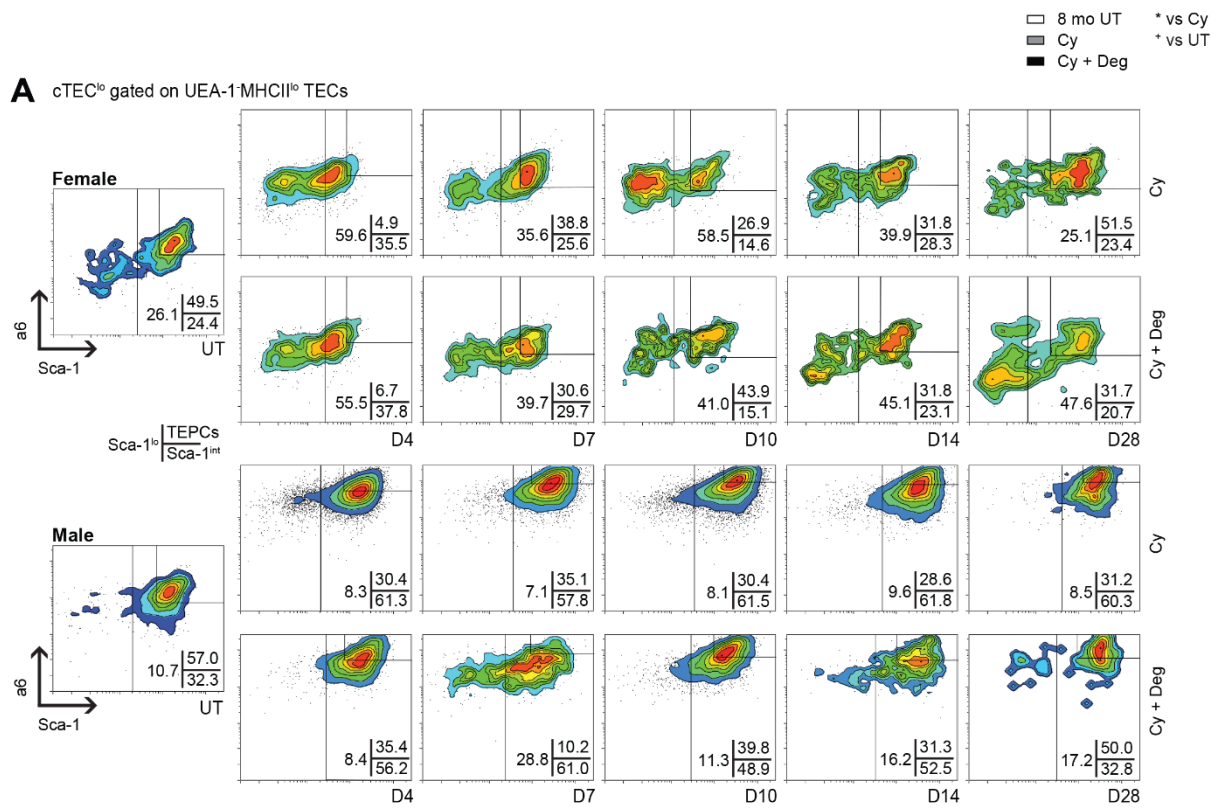 8 mo UT * vs Cy
Cy + vs UT
Cy + Deg
A cTEC^lo gated on UEA-1^-MHCII^lo TECs
Female
a6
Sca-1
26.1 49.5
24.4
UT
59.6 4.9
35.5
35.6 38.8
25.6
58.5 26.9
14.6
39.9 31.8
28.3
25.1 51.5
23.4
Cy
55.5 6.7
37.8
39.7 30.6
29.7
41.0 43.9
15.1
45.1 31.8
23.1
47.6 31.7
20.7
Cy + Deg
D4 D7 D10 D14 D28
Sca-1^lo TEPCs
Sca-1^int
Male
a6
Sca-1
10.7 57.0
32.3
UT
8.3 30.4
61.3
7.1 35.1
57.8
8.1 30.4
61.5
9.6 28.6
61.8
8.5 31.2
60.3
Cy
8.4 35.4
56.2
28.8 10.2
61.0
11.3 39.8
48.9
16.2 31.3
52.5
17.2 50.0
32.8
Cy + Deg
D4 D7 D10 D14 D28